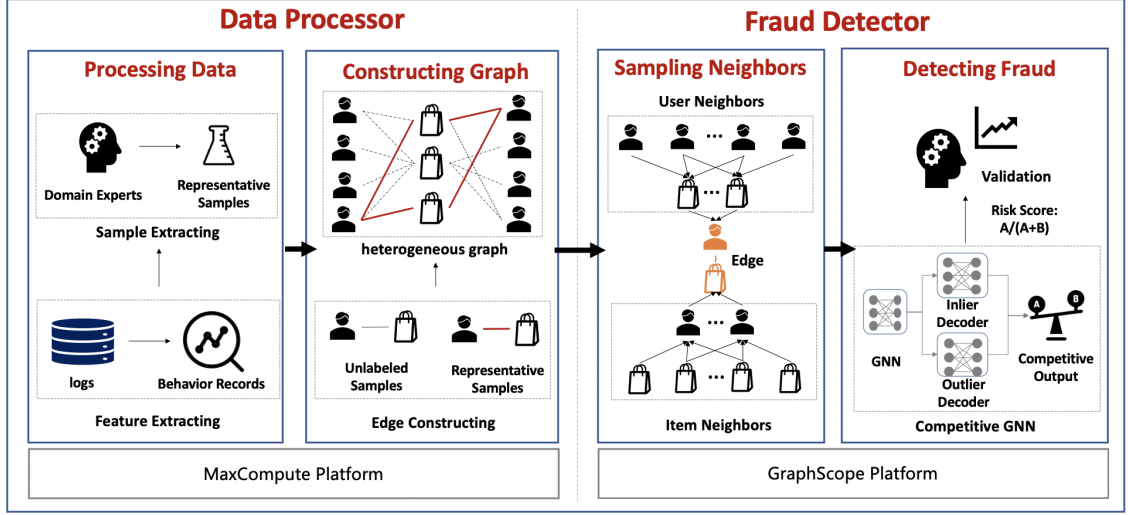 Data Processor
Fraud Detector
Processing Data
Domain Experts
Representative
Samples
Sample Extracting
logs
Behavior Records
Feature Extracting
Constructing Graph
heterogeneous graph
Unlabeled
Samples
Representative
Samples
Edge Constructing
MaxCompute Platform
Sampling Neighbors
User Neighbors
...
...
Edge
...
...
Item Neighbors
Detecting Fraud
Validation
Risk Score:
A/(A+B)
GNN
Inlier
Decoder
Outlier
Decoder
A
B
Competitive
Output
Competitive GNN
GraphScope Platform